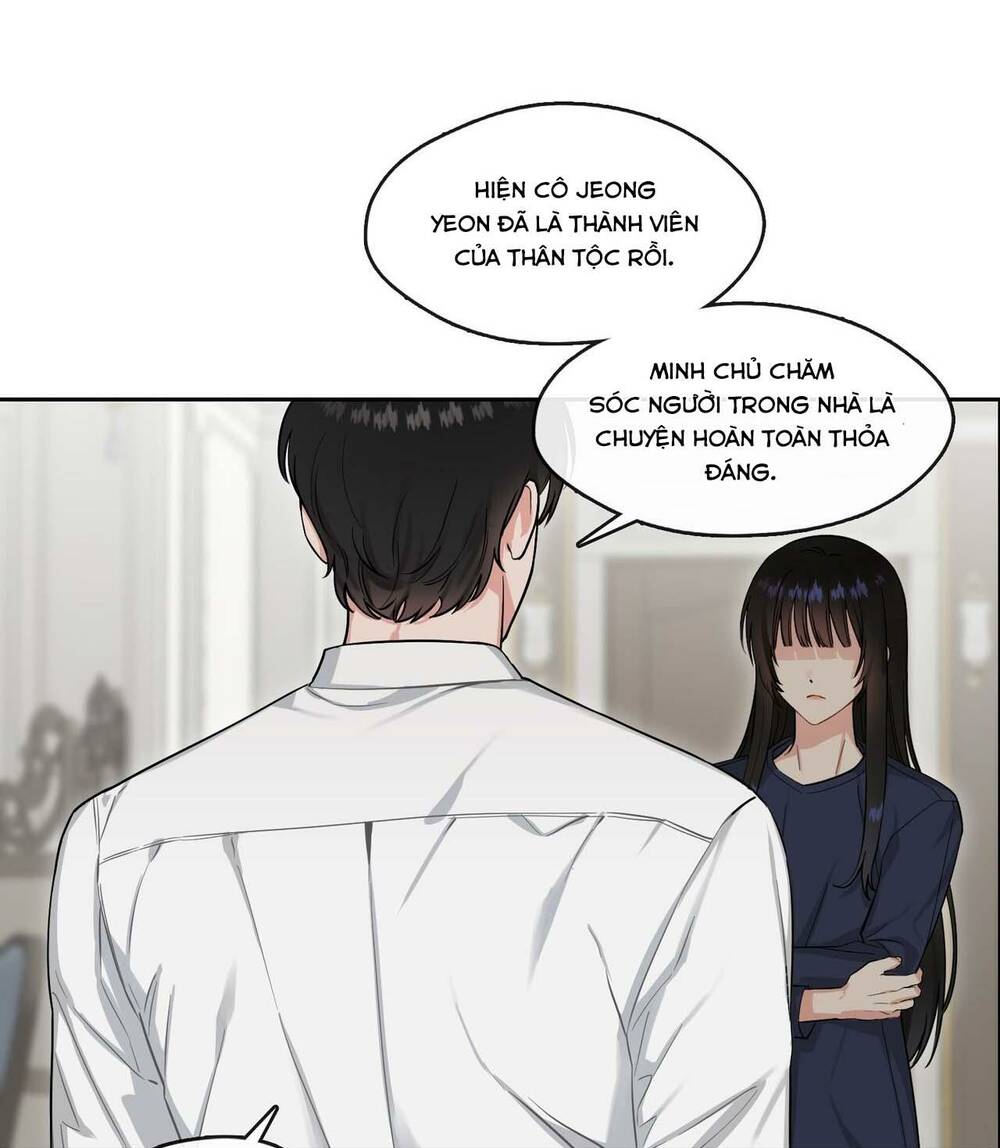 HIỆN CÔ JEONG
YEON ĐÃ LÀ THÀNH VIÊN
CỦA THÂN TỘC RỒI.
MINH CHỦ CHĂM
SÓC NGƯỜI TRONG NHÀ LÀ
CHUYỆN HOÀN TOÀN THỎA
ĐÁNG.